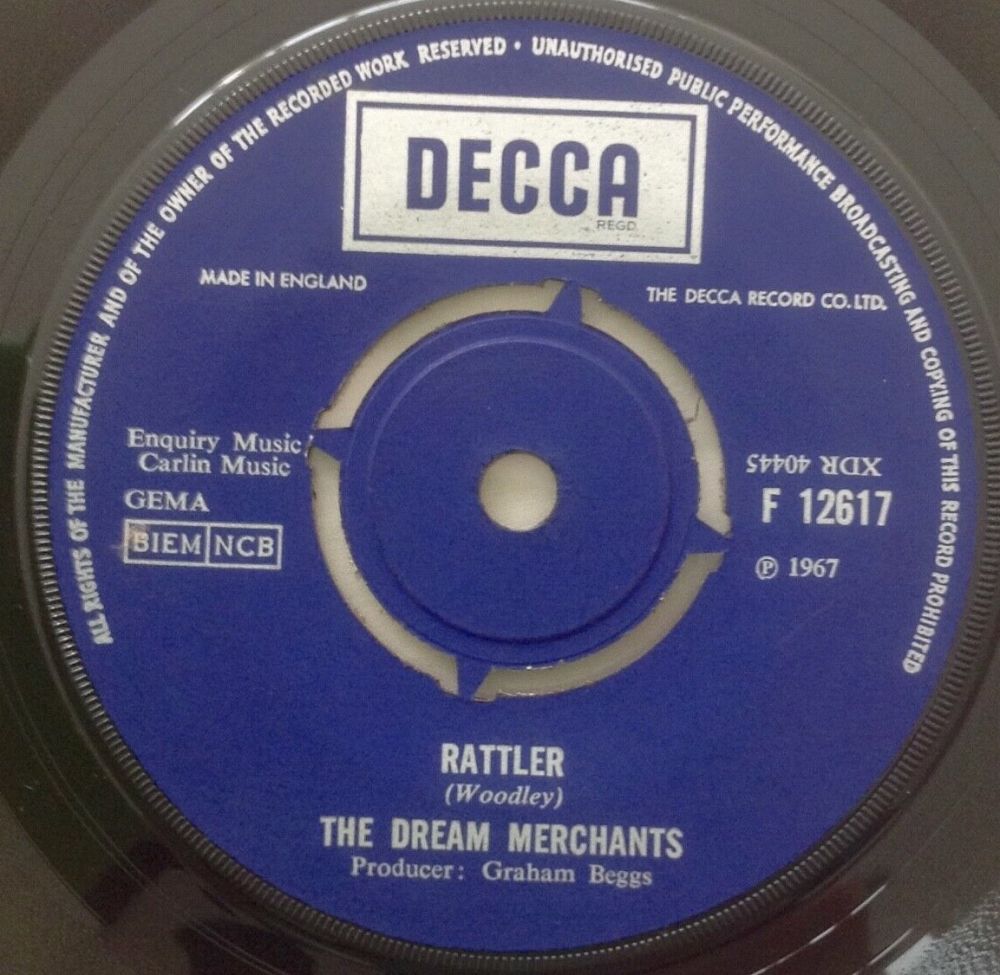 ALL RIGHTS OF THE MANUFACTURER AND OF THE OWNER OF THE RECORDED WORK RESERVED • UNAUTHORISED PUBLIC PERFORMANCE BROADCASTING AND COPYING OF THIS RECORD PROHIBITED
DECCA
REGD.
MADE IN ENGLAND
THE DECCA RECORD CO. LTD.
Enquiry Music/
Carlin Music
GEMA
BIEM NCB
XDR 40445
F 12617
℗ 1967
RATTLER
(Woodley)
THE DREAM MERCHANTS
Producer: Graham Beggs